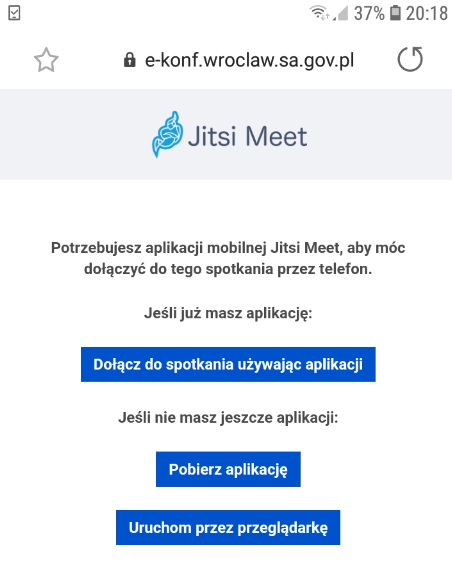 37% 20:18
e-konf.wroclaw.sa.gov.pl
Jitsi Meet
Potrzebujesz aplikacji mobilnej Jitsi Meet, aby móc
dołączyć do tego spotkania przez telefon.
Jeśli już masz aplikację:
Dołącz do spotkania używając aplikacji
Jeśli nie masz jeszcze aplikacji:
Pobierz aplikację
Uruchom przez przeglądarkę